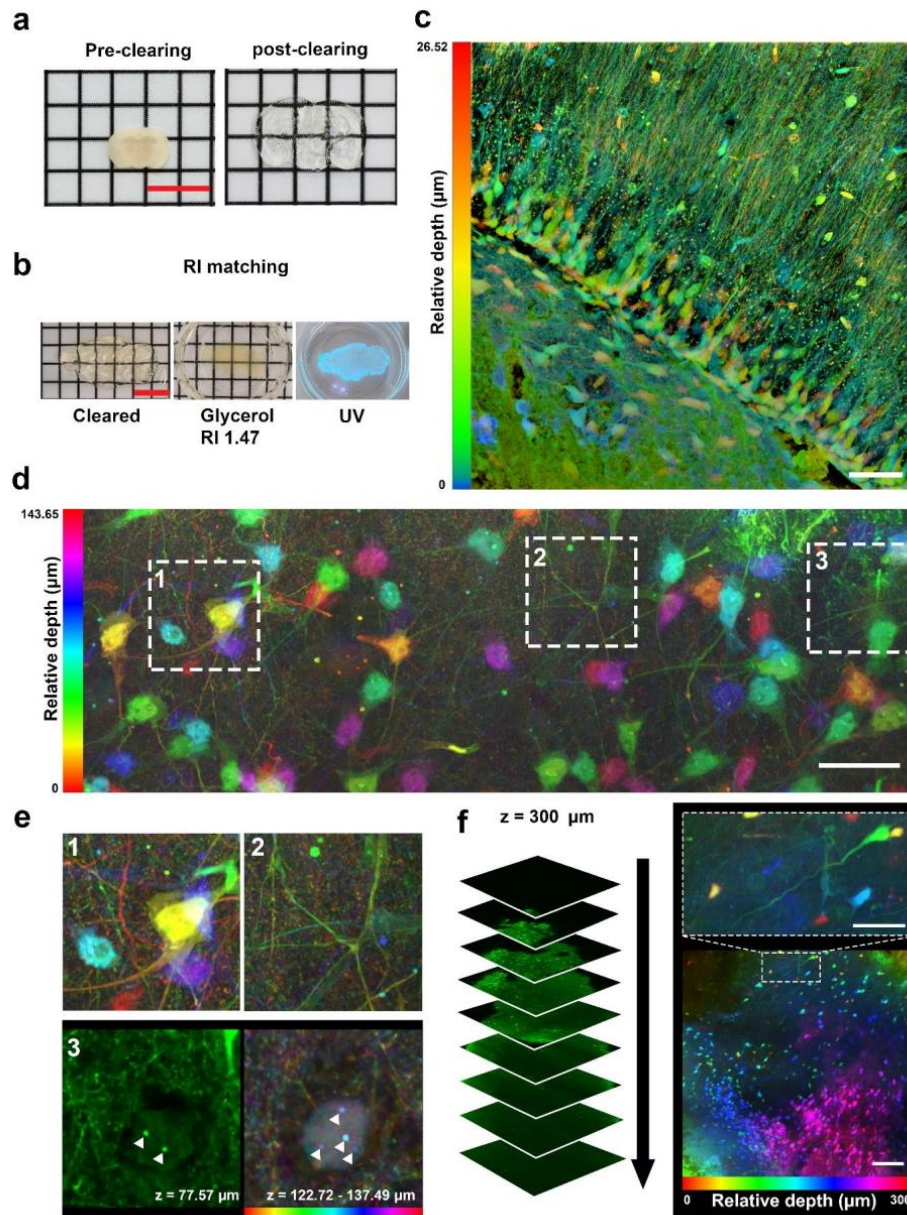 a
Pre-clearing
post-clearing
b
RI matching
Cleared
Glycerol
RI 1.47
UV
c
26.52
Relative depth (µm)
0
d
143.65
Relative depth (µm)
0
1
2
3
e
1
2
3
z = 77.57 µm
z = 122.72 - 137.49 µm
f
z = 300 µm
0
Relative depth (µm)
300